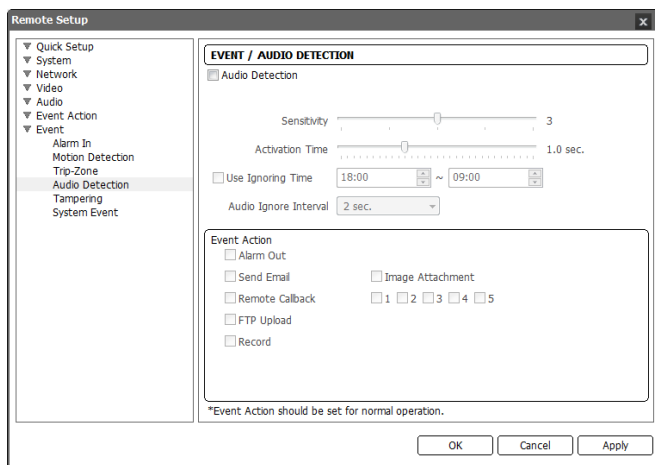 Remote Setup
x
Quick Setup
System
Network
Video
Audio
Event Action
Event
Alarm In
Motion Detection
Trip-Zone
Audio Detection
Tampering
System Event
EVENT / AUDIO DETECTION
Audio Detection
Sensitivity 3
Activation Time 1.0 sec.
Use Ignoring Time 18:00 ~ 09:00
Audio Ignore Interval 2 sec.
Event Action
Alarm Out
Send Email Image Attachment
Remote Callback 1 2 3 4 5
FTP Upload
Record
*Event Action should be set for normal operation.
OK Cancel Apply